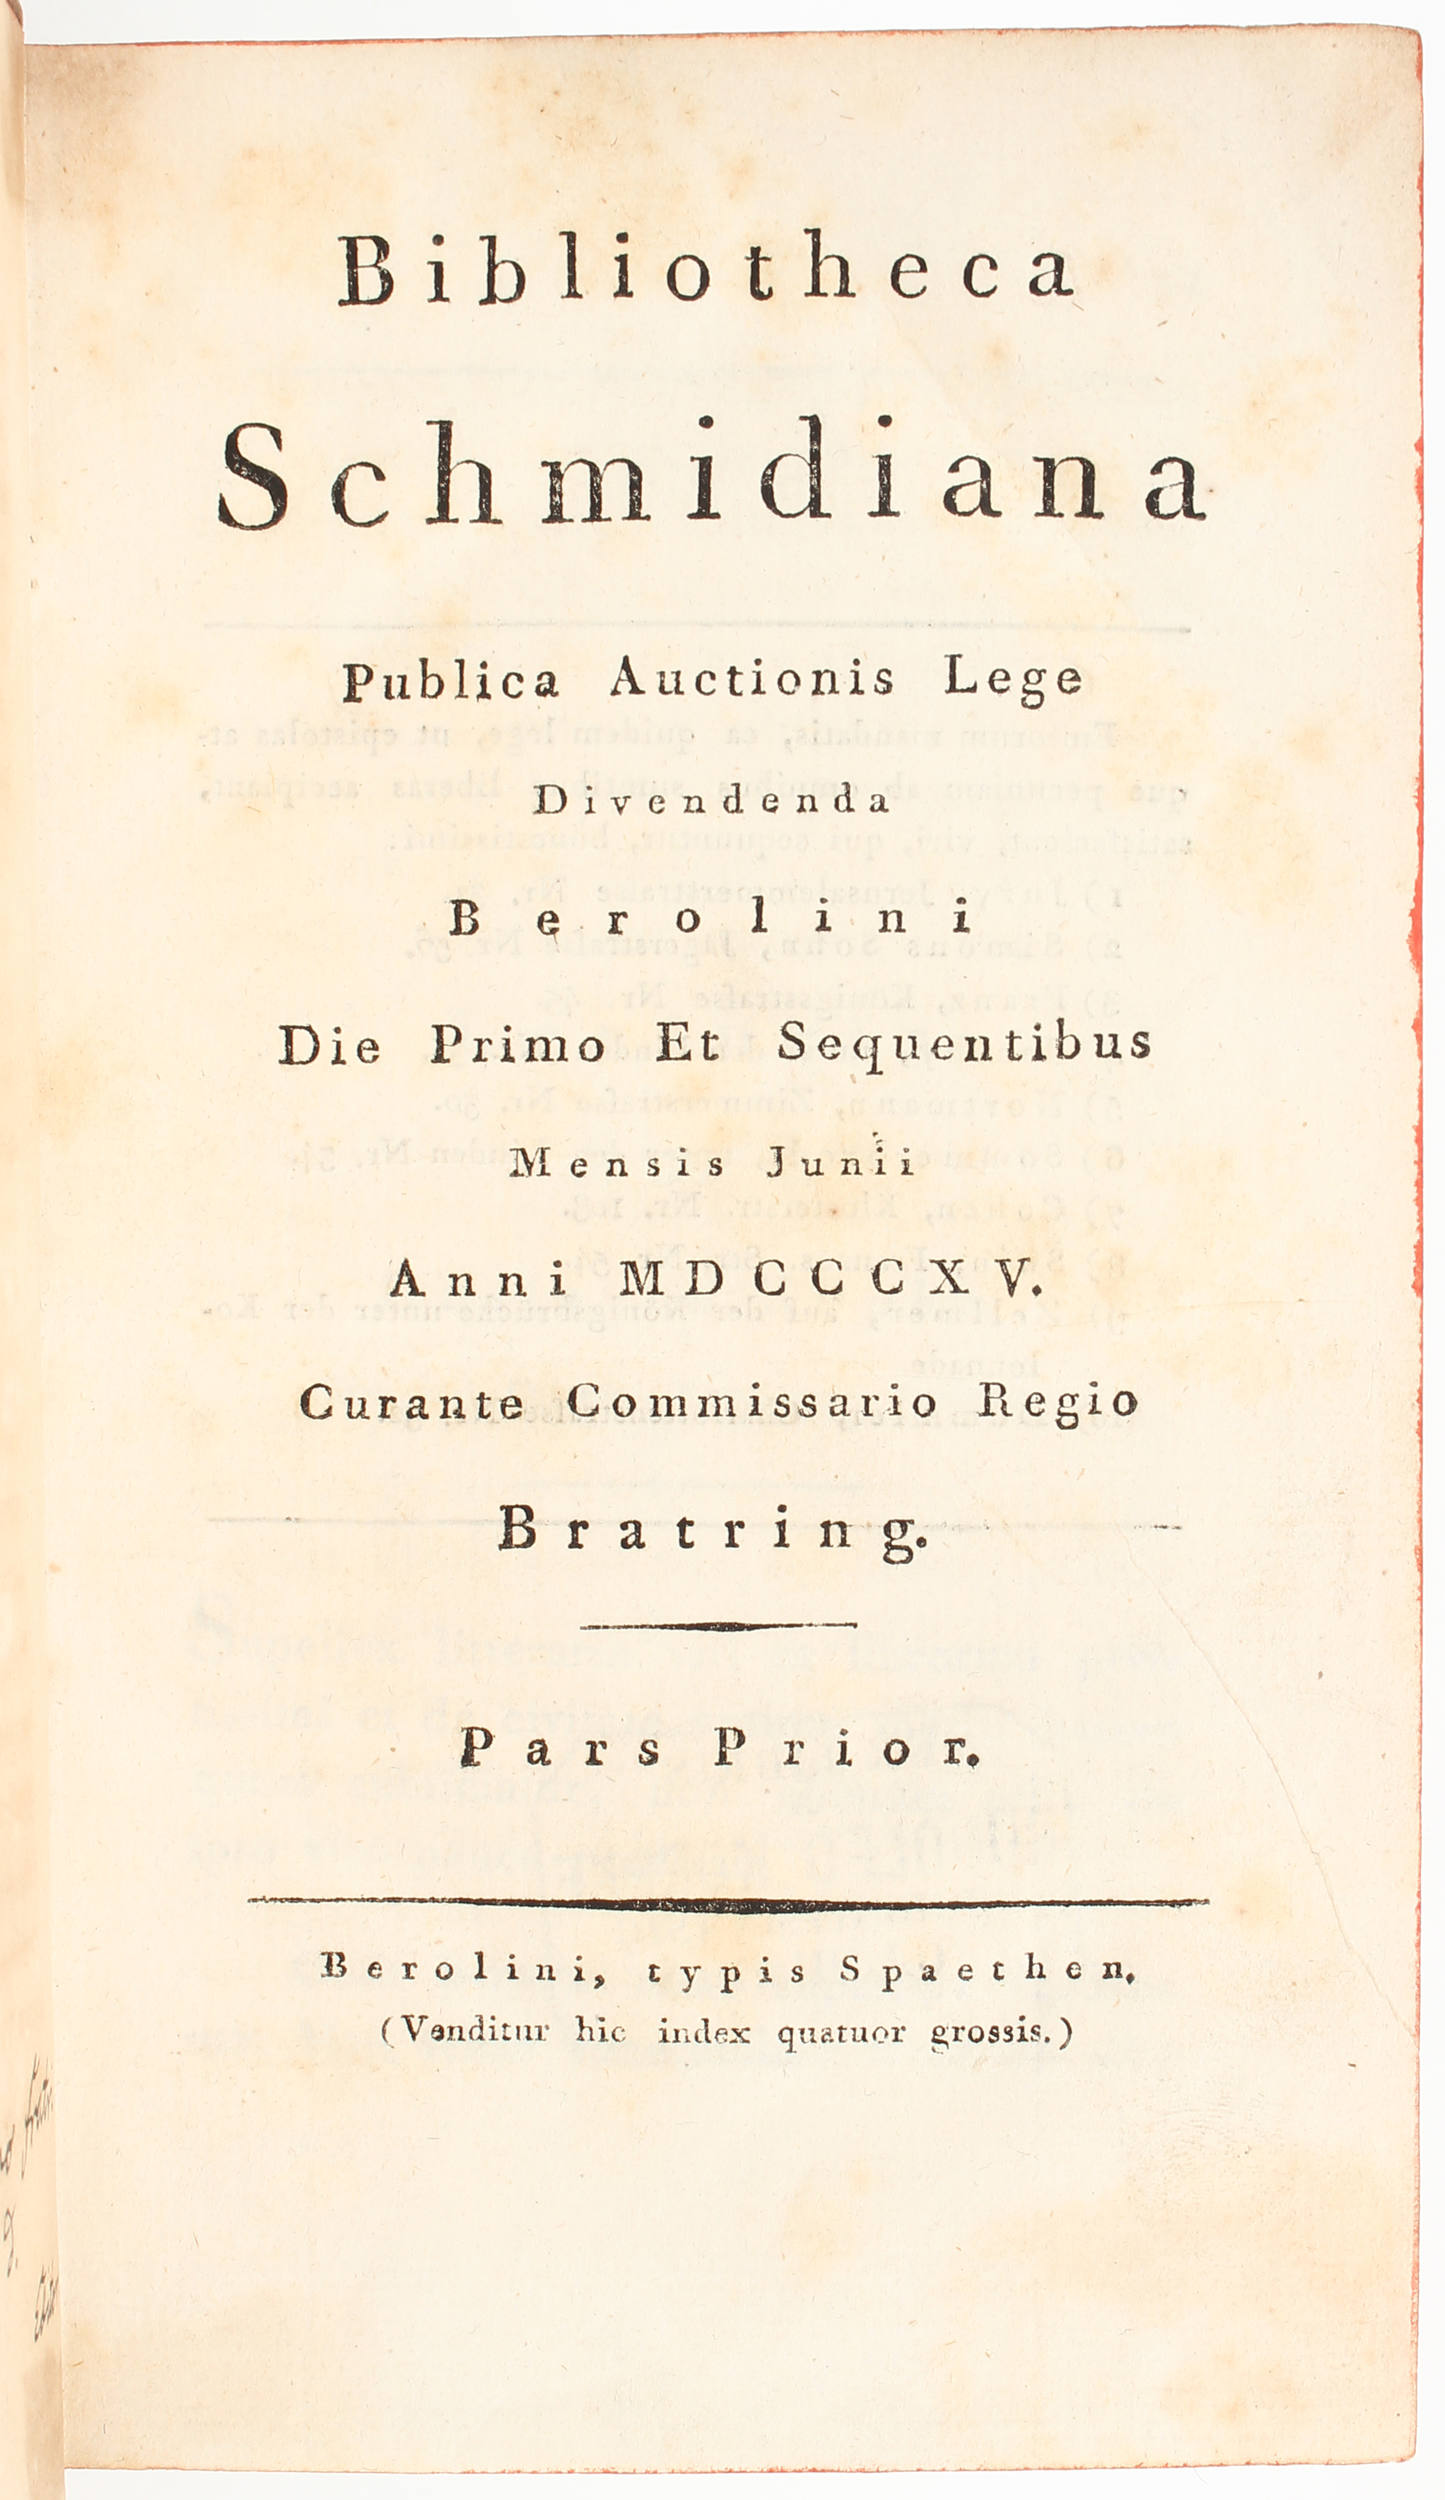 Bibliotheca
Schmidiana
Publica Auctionis Lege
Divendenda
Berolini
Die Primo Et Sequentibus
Mensis Junii
Anni MDCCCXV.
Curante Commissario Regio
Bratring.
Pars Prior.
Berolini, typis Spaethen.
(Venditur hic index quatuor grossis.)